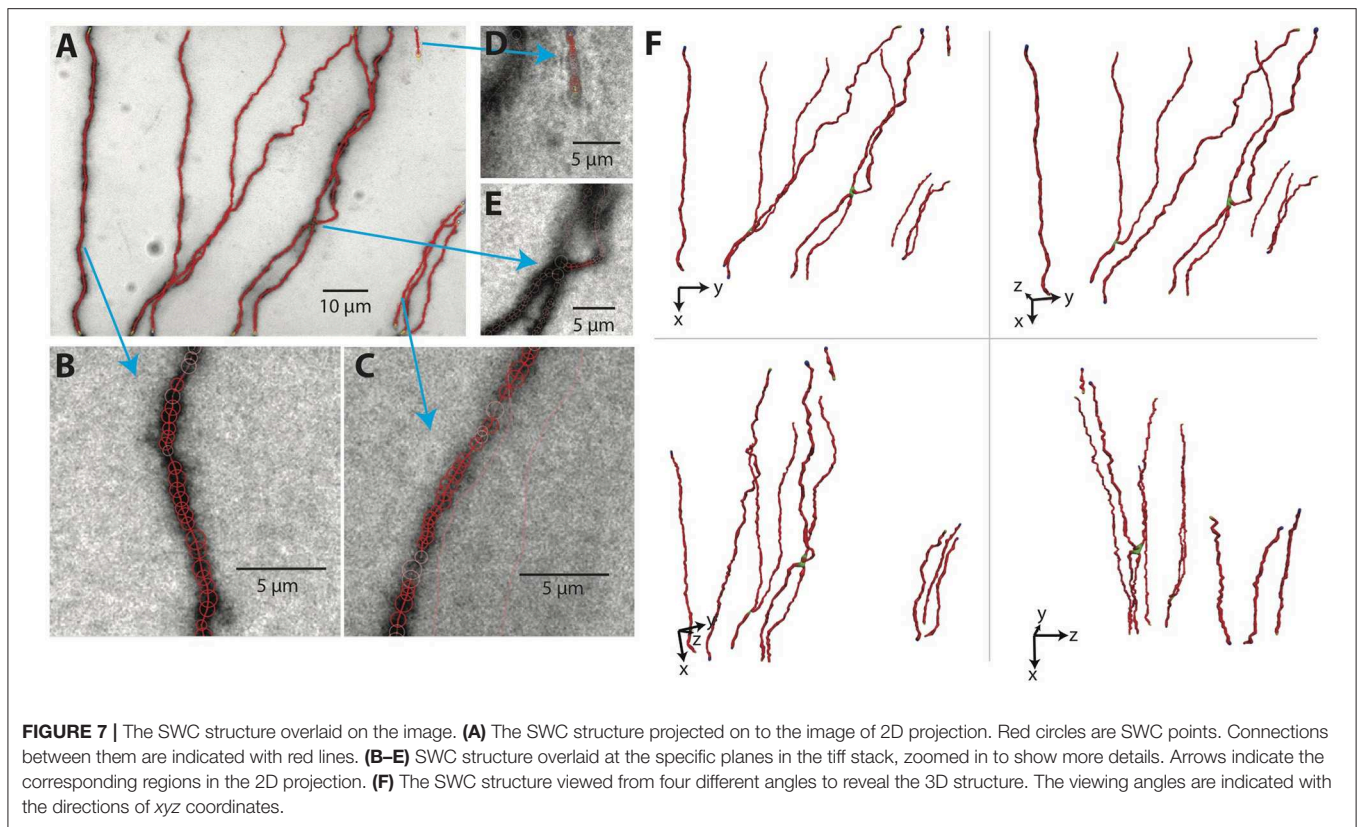 A
D
5 µm
E
5 µm
10 µm
B
5 µm
C
5 µm
F
y
x
z
y
x
y
z
x
y
z
x
FIGURE 7 | The SWC structure overlaid on the image. (A) The SWC structure projected on to the image of 2D projection. Red circles are SWC points. Connections
between them are indicated with red lines. (B–E) SWC structure overlaid at the specific planes in the tiff stack, zoomed in to show more details. Arrows indicate the
corresponding regions in the 2D projection. (F) The SWC structure viewed from four different angles to reveal the 3D structure. The viewing angles are indicated with
the directions of xyz coordinates.